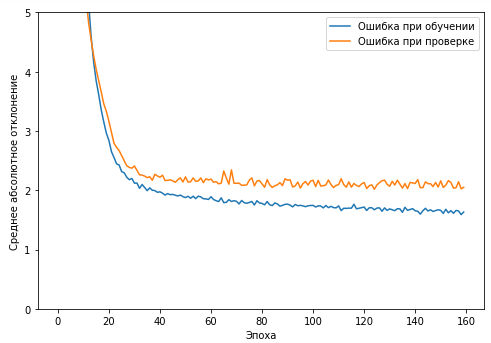 Ошибка при обучении
Ошибка при проверке
Среднее абсолютное отклонение
5
4
3
2
1
0
0 20 40 60 80 100 120 140 160
Эпоха